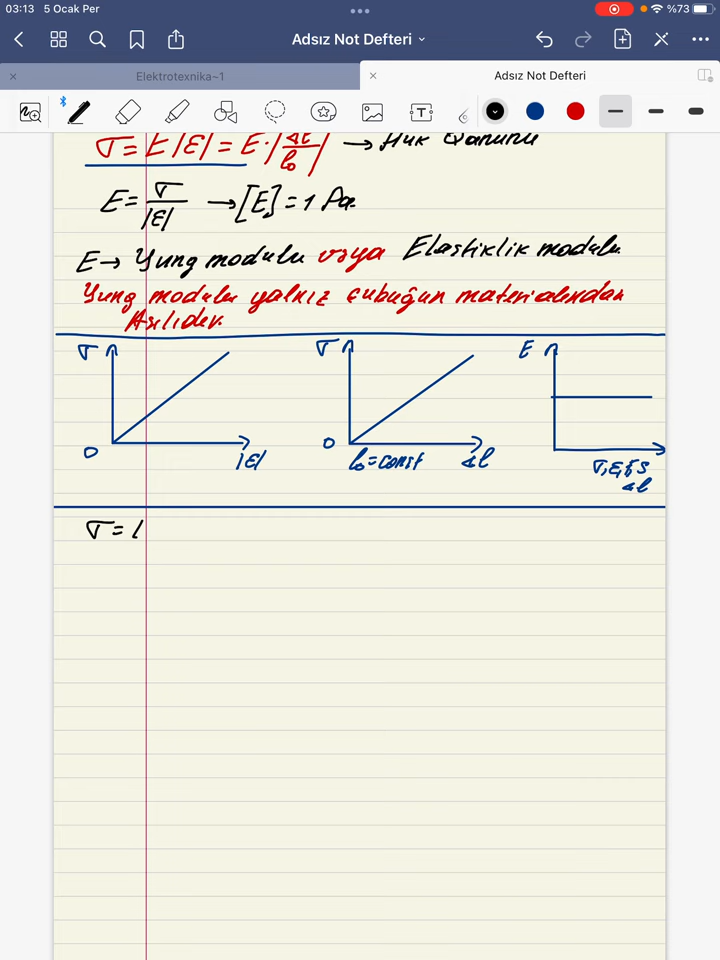 03:13 5 Ocak Per %73
Adsız Not Defteri
Elektrotexnika~1
Adsız Not Defteri
T
σ = E|ε| = E·|Δℓ/ℓ₀| → Huk Qanunu
E = σ/|ε| → [E] = 1 Pa.
E → Yung modulu vəya Elastiklik modulu
Yung modulu yalnız çubuğun materialından
Asılıdır.
σ σ E
0 |ε| 0 ℓ₀=const Δℓ σ, ε, F, S
Δℓ
σ = l